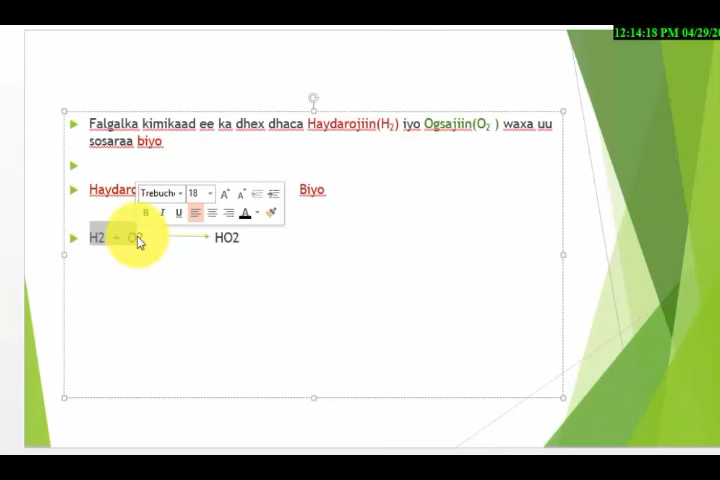 12:14:18 PM 04/29/20
Falgalka kimikaad ee ka dhex dhaca Haydarojiin(H₂) iyo Ogsajiin(O₂ ) waxa uu
sosaraa biyo
Haydaro Biyo
Trebuche 18
B I U A
H2 + O2 HO2